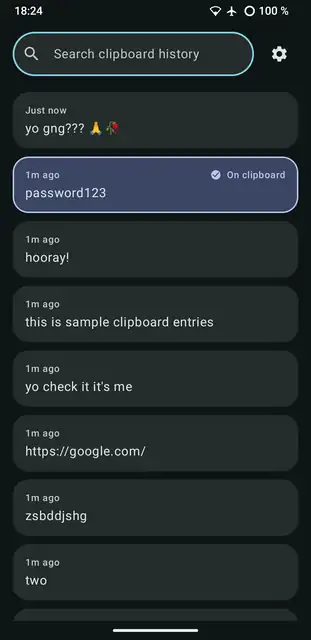 18:24
100 %
Search clipboard history
Just now
yo gng??? 🙏🥀
1m ago
On clipboard
password123
1m ago
hooray!
1m ago
this is sample clipboard entries
1m ago
yo check it it's me
1m ago
https://google.com/
1m ago
zsbddjshg
1m ago
two